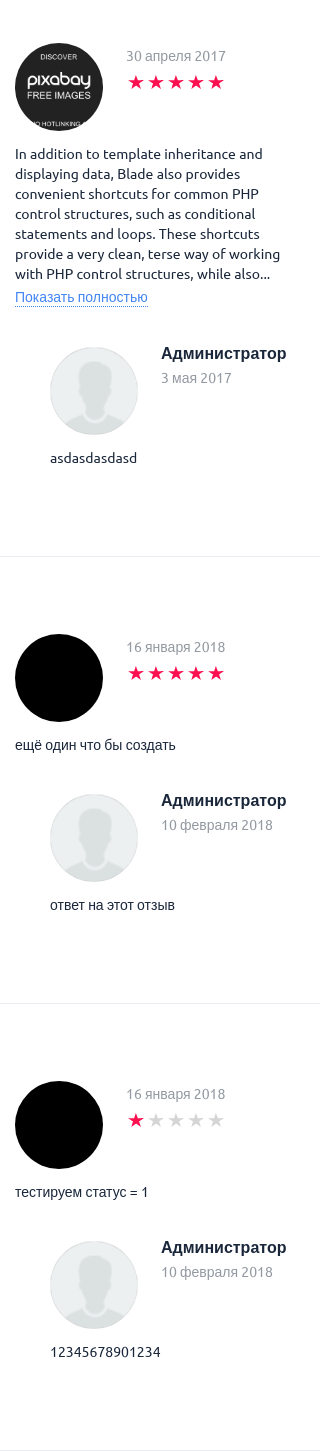 DISCOVER
pixabay
FREE IMAGES
NO HOTLINKING
30 апреля 2017
In addition to template inheritance and
displaying data, Blade also provides
convenient shortcuts for common PHP
control structures, such as conditional
statements and loops. These shortcuts
provide a very clean, terse way of working
with PHP control structures, while also...
Показать полностью
Администратор
3 мая 2017
asdasdasdasd
16 января 2018
ещё один что бы создать
Администратор
10 февраля 2018
ответ на этот отзыв
16 января 2018
тестируем статус = 1
Администратор
10 февраля 2018
12345678901234